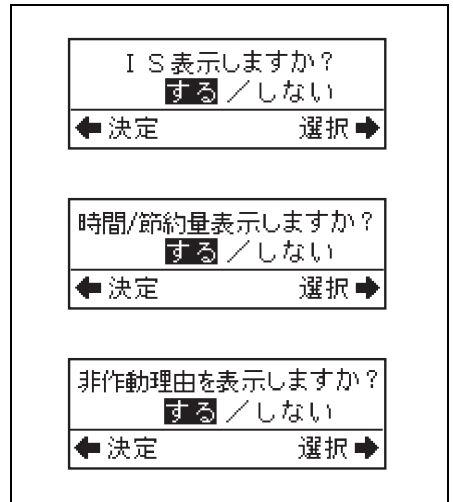 ＩＳ表示しますか？
する／しない
←決定 選択→
時間/節約量表示しますか？
する／しない
←決定 選択→
非作動理由を表示しますか？
する／しない
←決定 選択→